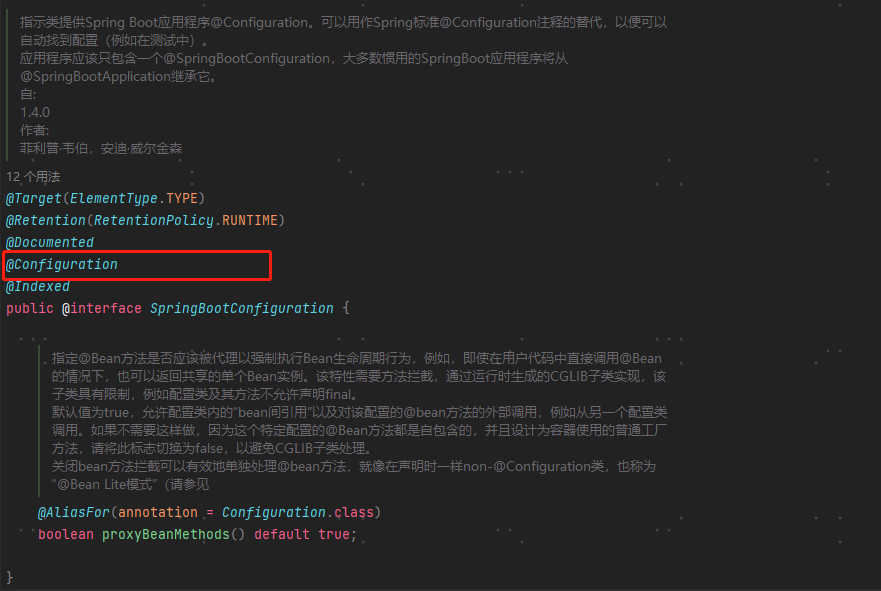 指示类提供Spring Boot应用程序@Configuration。可以用作Spring标准@Configuration注释的替代，以便可以
自动找到配置（例如在测试中）。
应用程序应该只包含一个@SpringBootConfiguration，大多数惯用的SpringBoot应用程序将从
@SpringBootApplication继承它。
自:
1.4.0
作者:
菲利普·韦伯，安迪·威尔金森
12 个用法
@Target(ElementType.TYPE)
@Retention(RetentionPolicy.RUNTIME)
@Documented
@Configuration
@Indexed
public @interface SpringBootConfiguration {
指定@Bean方法是否应该被代理以强制执行Bean生命周期行为，例如，即使在用户代码中直接调用@Bean
的情况下，也可以返回共享的单个Bean实例。该特性需要方法拦截，通过运行时生成的CGLIB子类实现，该
子类具有限制，例如配置类及其方法不允许声明final。
默认值为true，允许配置类内的“bean间引用”以及对该配置的@bean方法的外部调用，例如从另一个配置类
调用。如果不需要这样做，因为这个特定配置的@Bean方法都是自包含的，并且设计为容器使用的普通工厂
方法，请将此标志切换为false，以避免CGLIB子类处理。
关闭bean方法拦截可以有效地单独处理@bean方法，就像在声明时一样non-@Configuration类，也称为
“@Bean Lite模式”（请参见
@AliasFor(annotation = Configuration.class)
boolean proxyBeanMethods() default true;
}